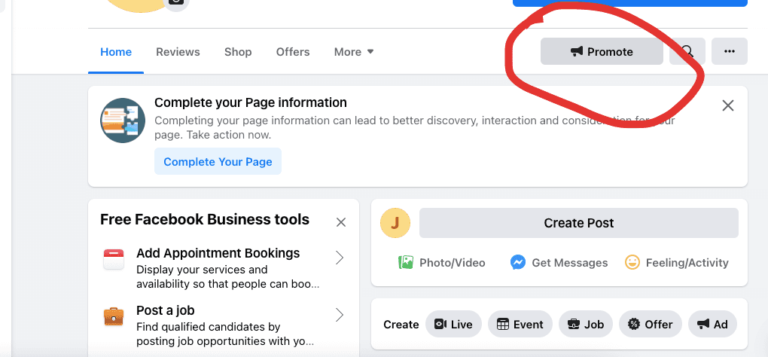 Home Reviews Shop Offers More Promote
Complete your Page information
Completing your page information can lead to better discovery, interaction and consideration for your
page. Take action now.
Complete Your Page
Free Facebook Business tools
Add Appointment Bookings
Display your services and
availability so that people can boo...
Post a job
Find qualified candidates by
posting job opportunities with yo...
J Create Post
Photo/Video Get Messages Feeling/Activity
Create Live Event Job Offer Ad